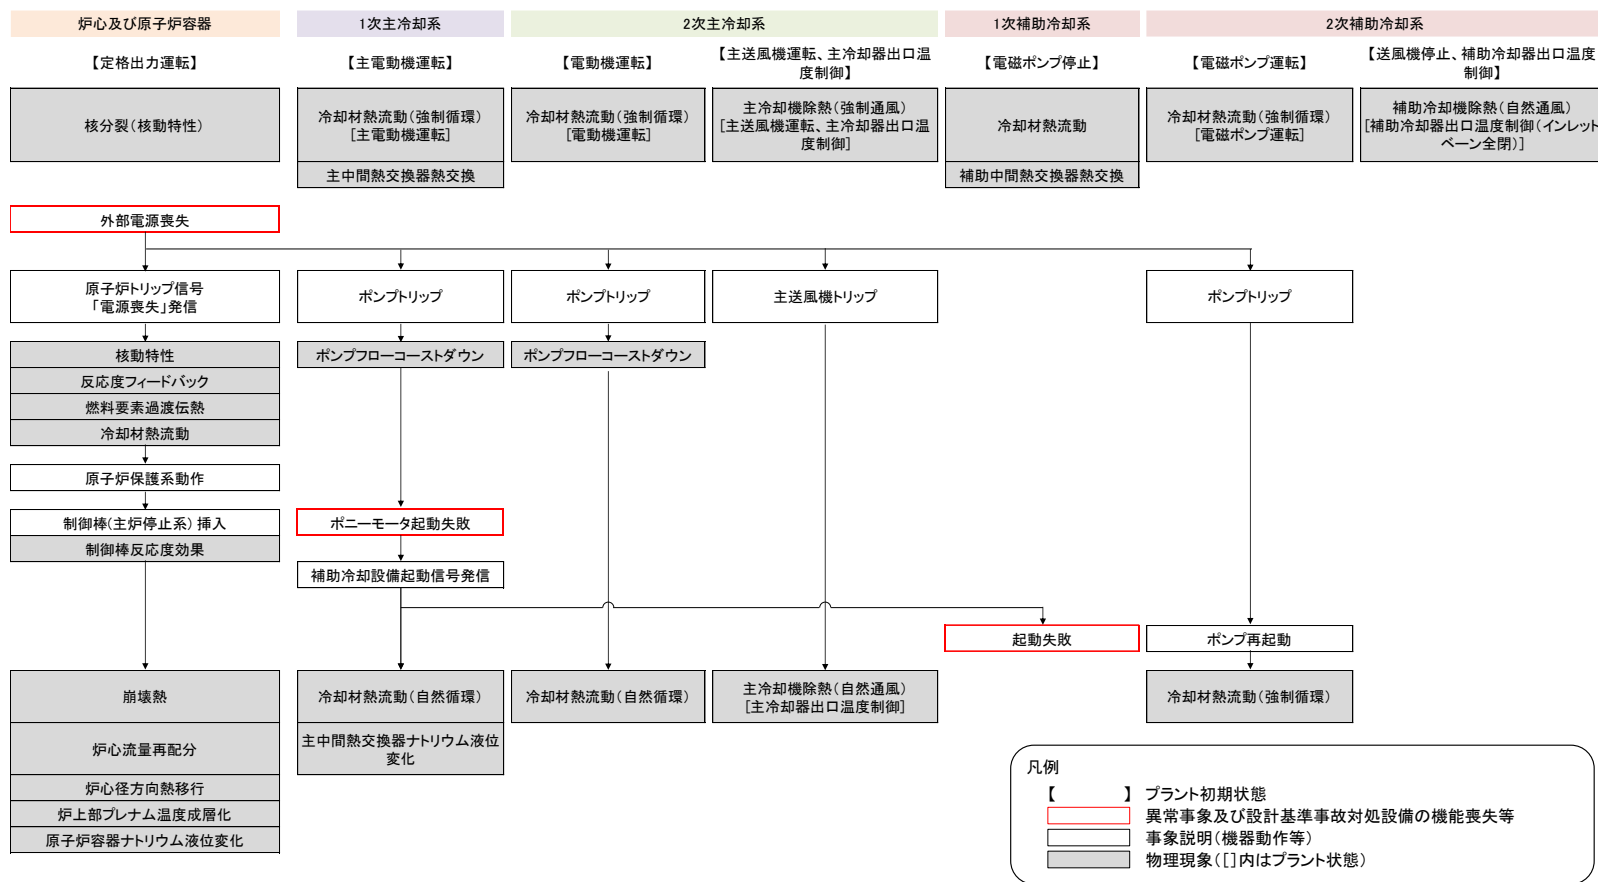 炉心及び原子炉容器
1次主冷却系
2次主冷却系
1次補助冷却系
2次補助冷却系
【定格出力運転】
【主電動機運転】
【電動機運転】
【主送風機運転、主冷却器出口温
度制御】
【電磁ポンプ停止】
【電磁ポンプ運転】
【送風機停止、補助冷却器出口温度
制御】
核分裂(核動特性)
冷却材熱流動(強制循環)
[主電動機運転]
冷却材熱流動(強制循環)
[電動機運転]
主冷却機除熱(強制通風)
[主送風機運転、主冷却器出口温
度制御]
冷却材熱流動
冷却材熱流動(強制循環)
[電磁ポンプ運転]
補助冷却機除熱(自然通風)
[補助冷却器出口温度制御(インレット
ベーン全閉)]
主中間熱交換器熱交換
補助中間熱交換器熱交換
外部電源喪失
原子炉トリップ信号
「電源喪失」発信
ポンプトリップ
ポンプトリップ
主送風機トリップ
ポンプトリップ
核動特性
ポンプフローコーストダウン
ポンプフローコーストダウン
反応度フィードバック
燃料要素過渡伝熱
冷却材熱流動
原子炉保護系動作
制御棒(主炉停止系) 挿入
ポニーモータ起動失敗
制御棒反応度効果
補助冷却設備起動信号発信
起動失敗
ポンプ再起動
崩壊熱
冷却材熱流動(自然循環)
冷却材熱流動(自然循環)
主冷却機除熱(自然通風)
[主冷却器出口温度制御]
冷却材熱流動(強制循環)
炉心流量再配分
主中間熱交換器ナトリウム液位
変化
炉心径方向熱移行
炉上部プレナム温度成層化
原子炉容器ナトリウム液位変化
凡例
【 】 プラント初期状態
異常事象及び設計基準事故対処設備の機能喪失等
事象説明(機器動作等)
物理現象([]内はプラント状態)